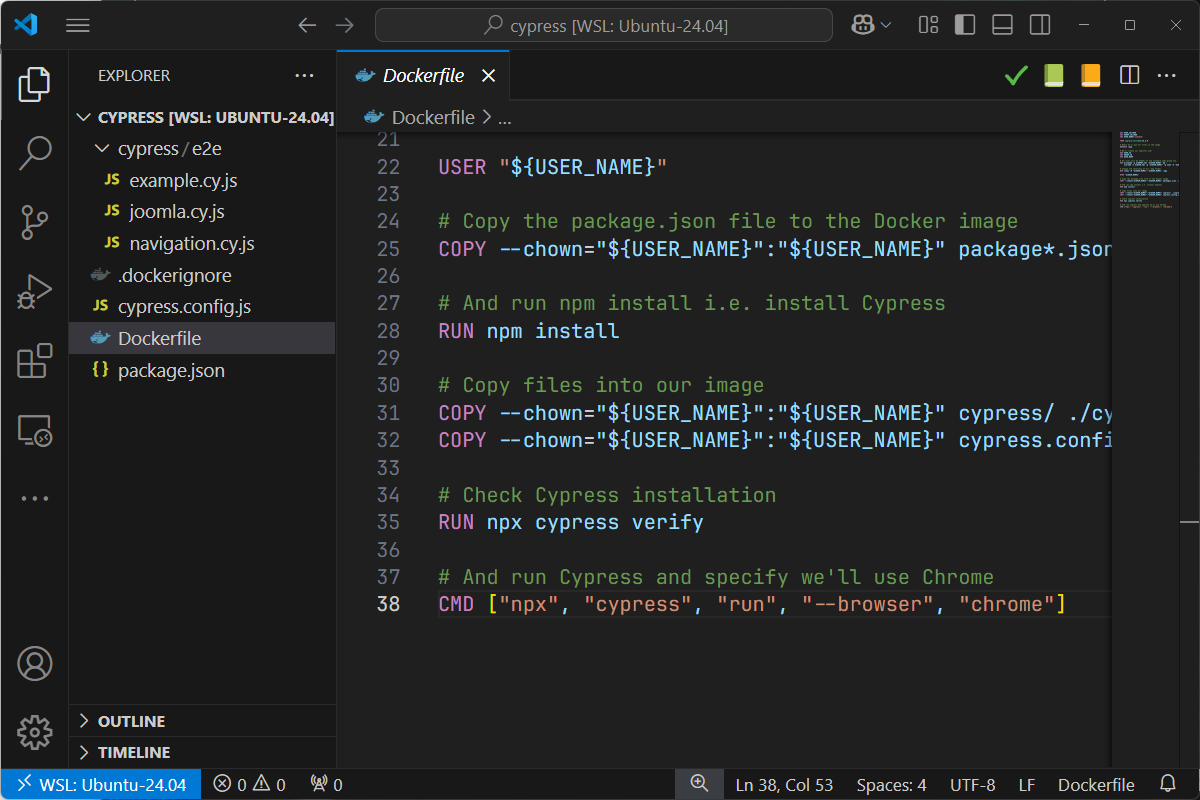 cypress [WSL: Ubuntu-24.04]
EXPLORER
CYPRESS [WSL: UBUNTU-24.04]
cypress / e2e
JS example.cy.js
JS joomla.cy.js
JS navigation.cy.js
.dockerignore
JS cypress.config.js
Dockerfile
{} package.json
OUTLINE
TIMELINE
Dockerfile
Dockerfile > ...
21
22 USER "${USER_NAME}"
23
24 # Copy the package.json file to the Docker image
25 COPY --chown="${USER_NAME}":"${USER_NAME}" package*.json
26
27 # And run npm install i.e. install Cypress
28 RUN npm install
29
30 # Copy files into our image
31 COPY --chown="${USER_NAME}":"${USER_NAME}" cypress/ ./cy
32 COPY --chown="${USER_NAME}":"${USER_NAME}" cypress.confi
33
34 # Check Cypress installation
35 RUN npx cypress verify
36
37 # And run Cypress and specify we'll use Chrome
38 CMD ["npx", "cypress", "run", "--browser", "chrome"]
WSL: Ubuntu-24.04 0 0 0 Ln 38, Col 53 Spaces: 4 UTF-8 LF Dockerfile